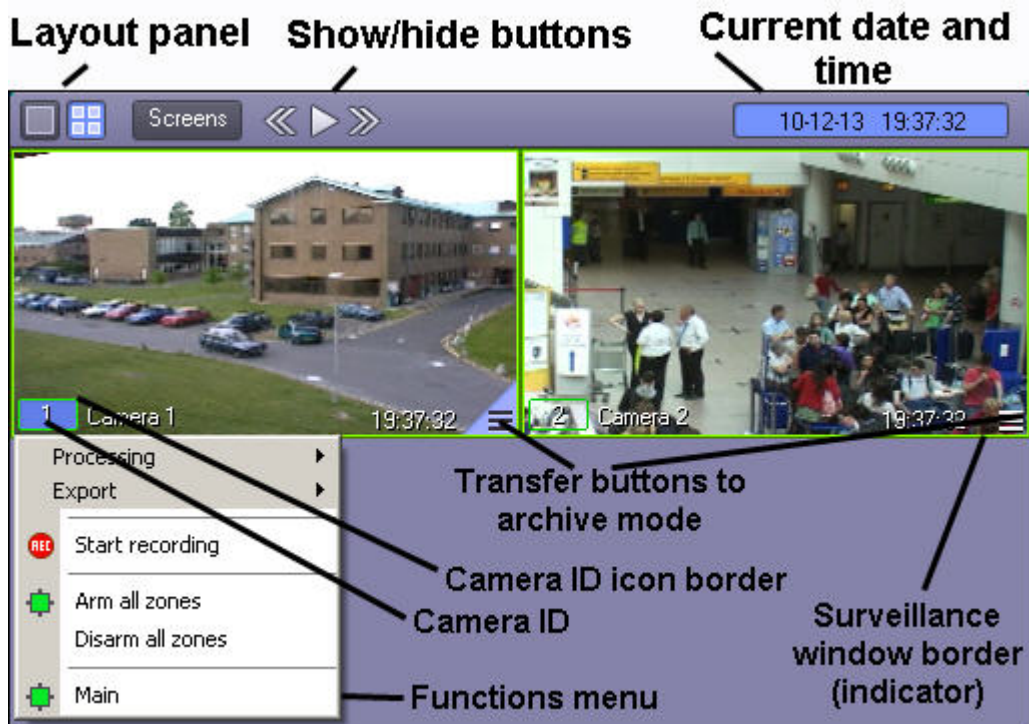 Layout panel
Show/hide buttons
Current date and
time
Screens
10-12-13 19:37:32
1
Camera 1
19:37:32
2
Camera 2
19:37:32
Processing
Export
REC
Start recording
Arm all zones
Disarm all zones
Main
Transfer buttons to
archive mode
Camera ID icon border
Camera ID
Functions menu
Surveillance
window border
(indicator)